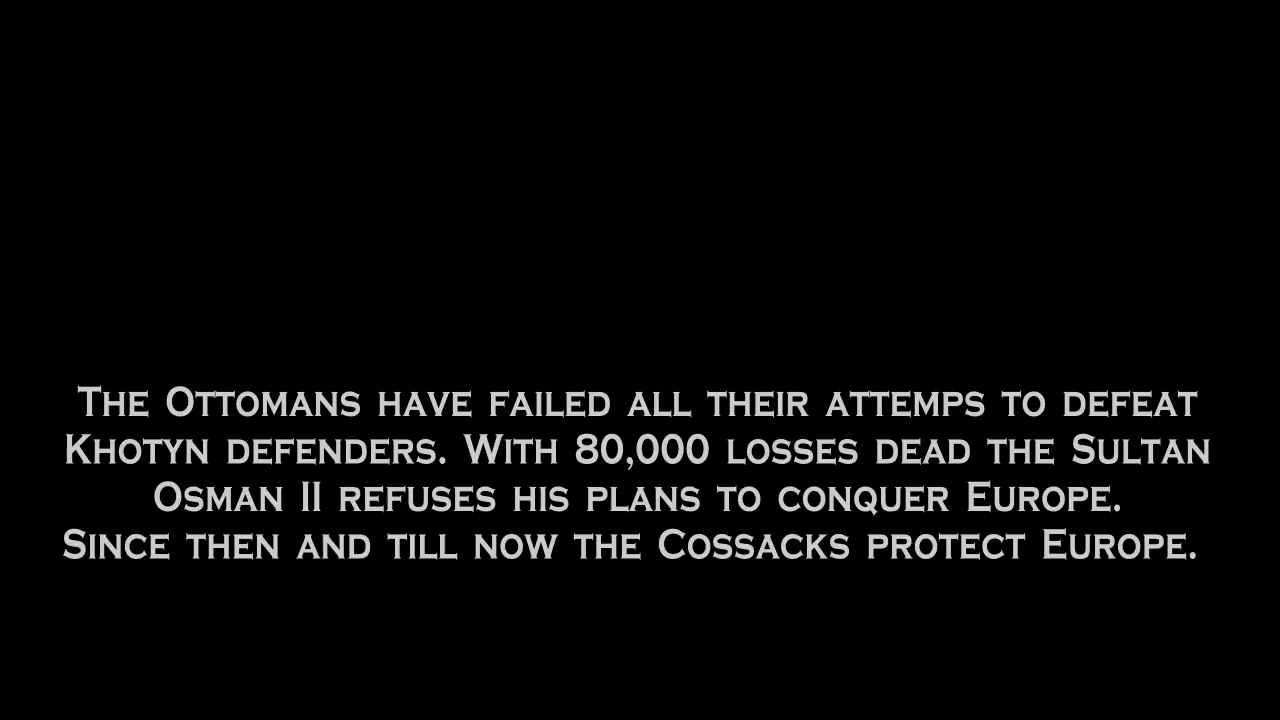 The Ottomans have failed all their attemps to defeat
Khotyn defenders. With 80,000 losses dead the Sultan
Osman II refuses his plans to conquer Europe.
Since then and till now the Cossacks protect Europe.